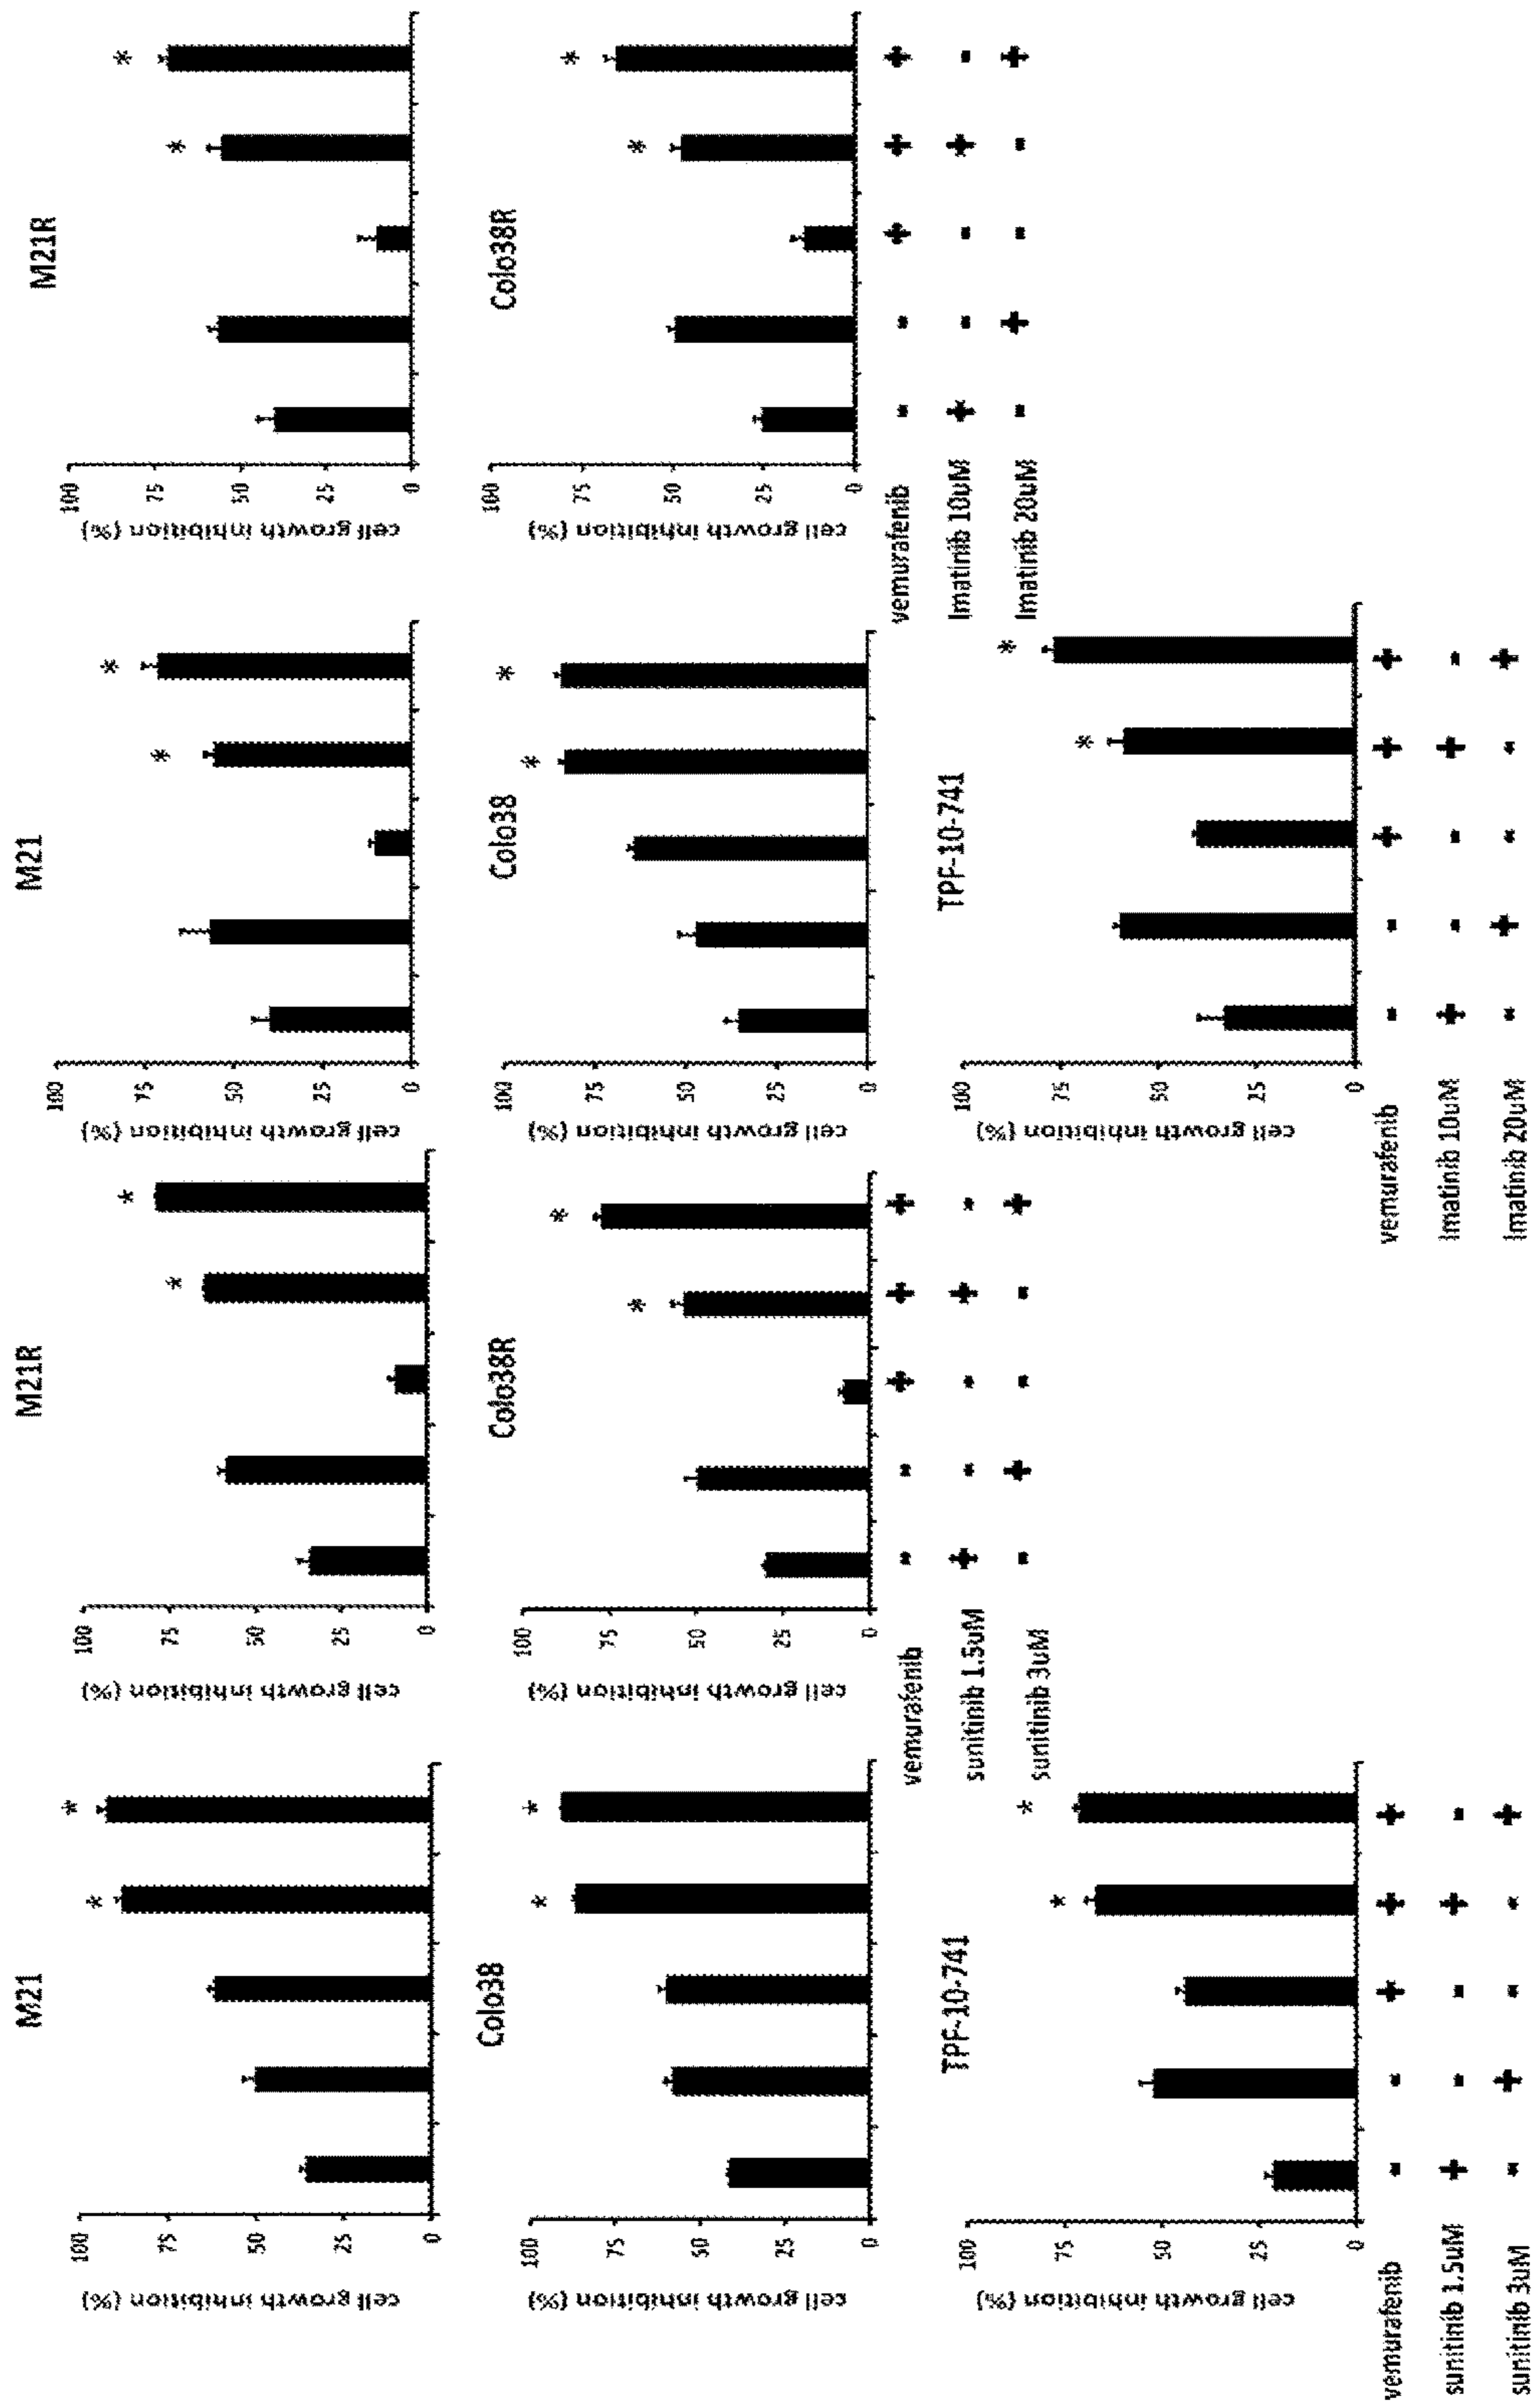 M21
cell growth inhibition (%)
100
75
50
25
0
*
*
M21R
cell growth inhibition (%)
100
75
50
25
0
*
*
M21
cell growth inhibition (%)
100
75
50
25
0
*
*
M21R
cell growth inhibition (%)
100
75
50
25
0
*
*
Colo38
cell growth inhibition (%)
100
75
50
25
0
*
*
Colo38R
cell growth inhibition (%)
100
75
50
25
0
*
*
vemurafenib - - + + +
sunitinib 1.5uM + - - + -
sunitinib 3uM - + - - +
Colo38
cell growth inhibition (%)
100
75
50
25
0
*
*
Colo38R
cell growth inhibition (%)
100
75
50
25
0
*
*
vemurafenib - - + + +
Imatinib 10uM + - - + -
Imatinib 20uM - + - - +
TPF-10-741
cell growth inhibition (%)
100
75
50
25
0
*
*
vemurafenib - - + + +
sunitinib 1.5uM + - - + -
sunitinib 3uM - + - - +
TPF-10-741
cell growth inhibition (%)
100
75
50
25
0
*
*
vemurafenib - - + + +
Imatinib 10uM + - - + -
Imatinib 20uM - + - - +